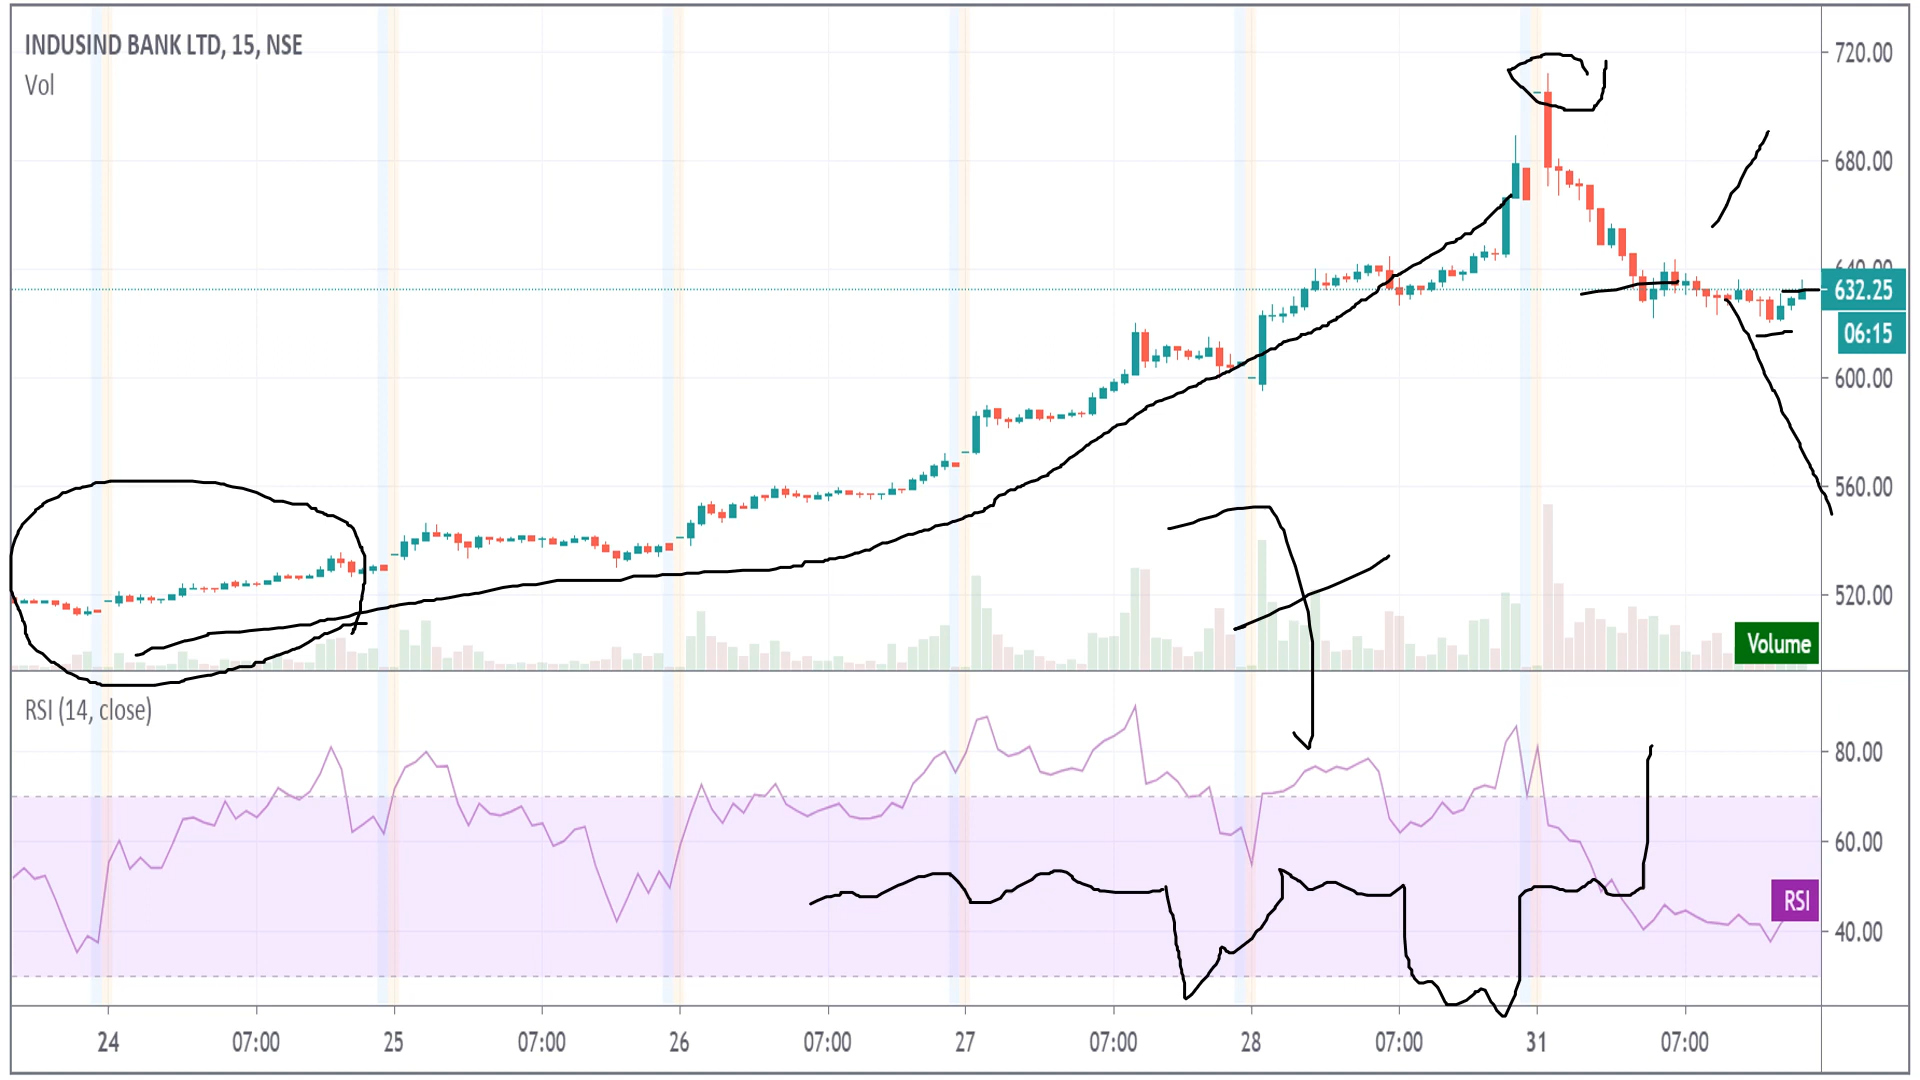 INDUSIND BANK LTD, 15, NSE
Vol
720.00
680.00
640.00
632.25
06:15
600.00
560.00
520.00
Volume
RSI (14, close)
80.00
60.00
RSI
40.00
24 07:00 25 07:00 26 07:00 27 07:00 28 07:00 31 07:00